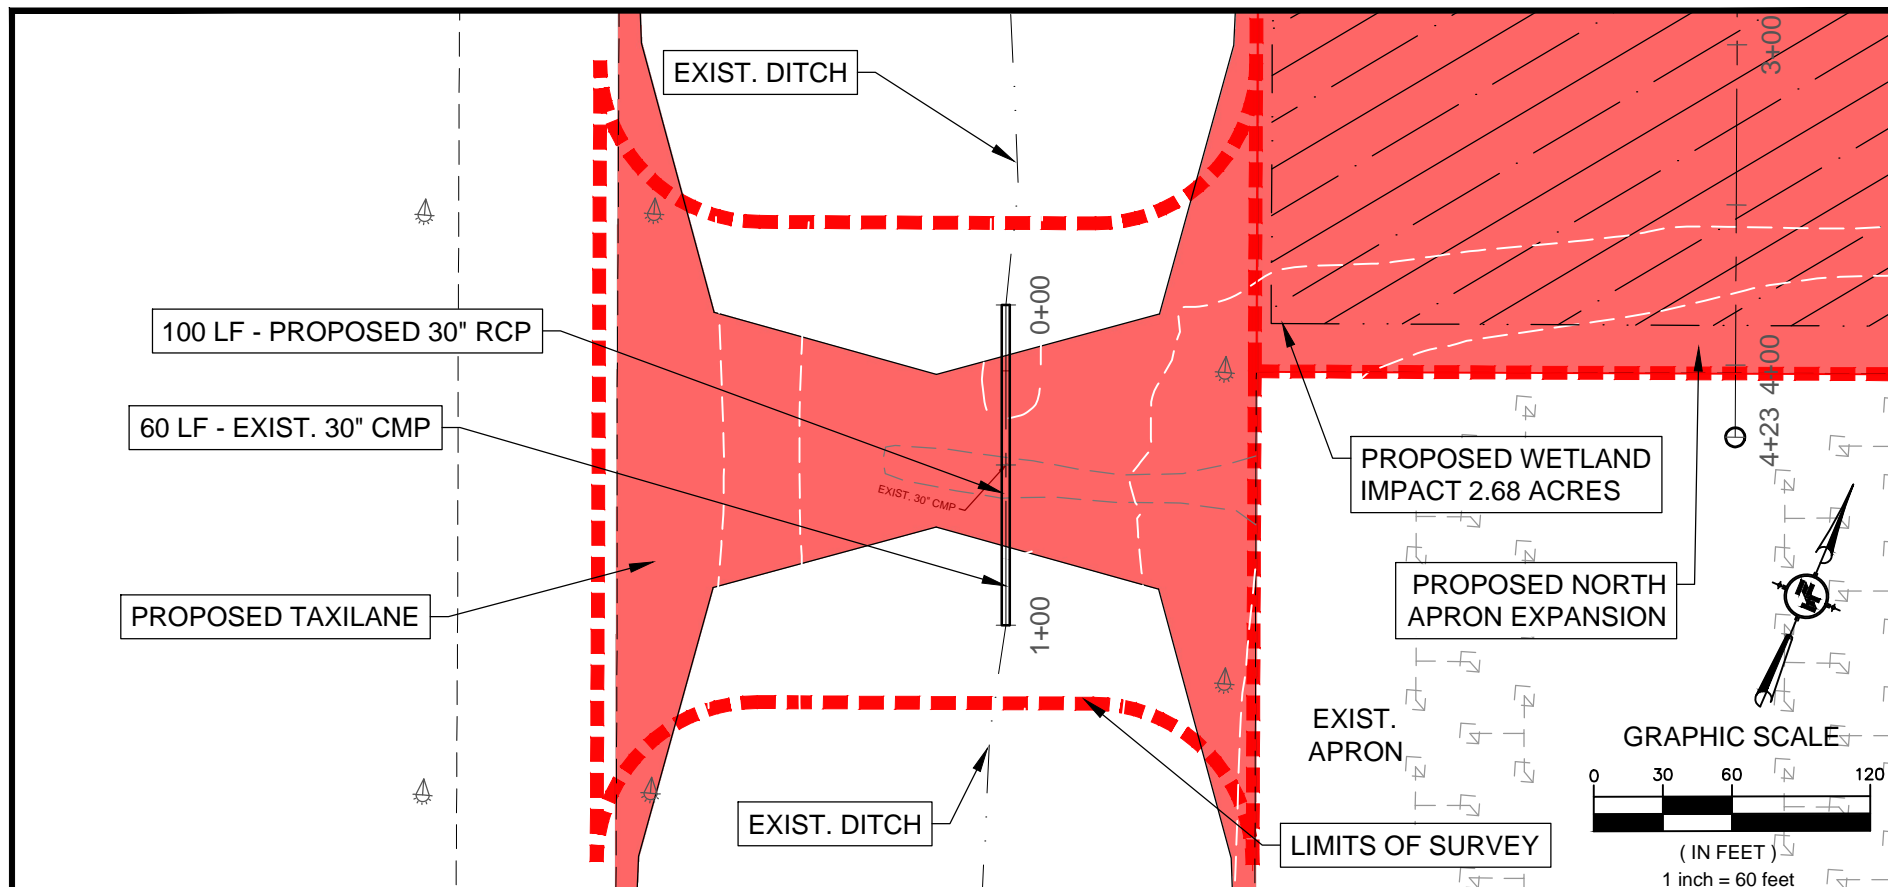 EXIST. DITCH
3+00
0+00
100 LF - PROPOSED 30" RCP
4+00
60 LF - EXIST. 30" CMP
4+23
PROPOSED WETLAND
IMPACT 2.68 ACRES
EXIST. 30" CMP
PROPOSED TAXILANE
1+00
PROPOSED NORTH
APRON EXPANSION
EXIST.
APRON
GRAPHIC SCALE
0 30 60 120
EXIST. DITCH
LIMITS OF SURVEY
( IN FEET )
1 inch = 60 feet